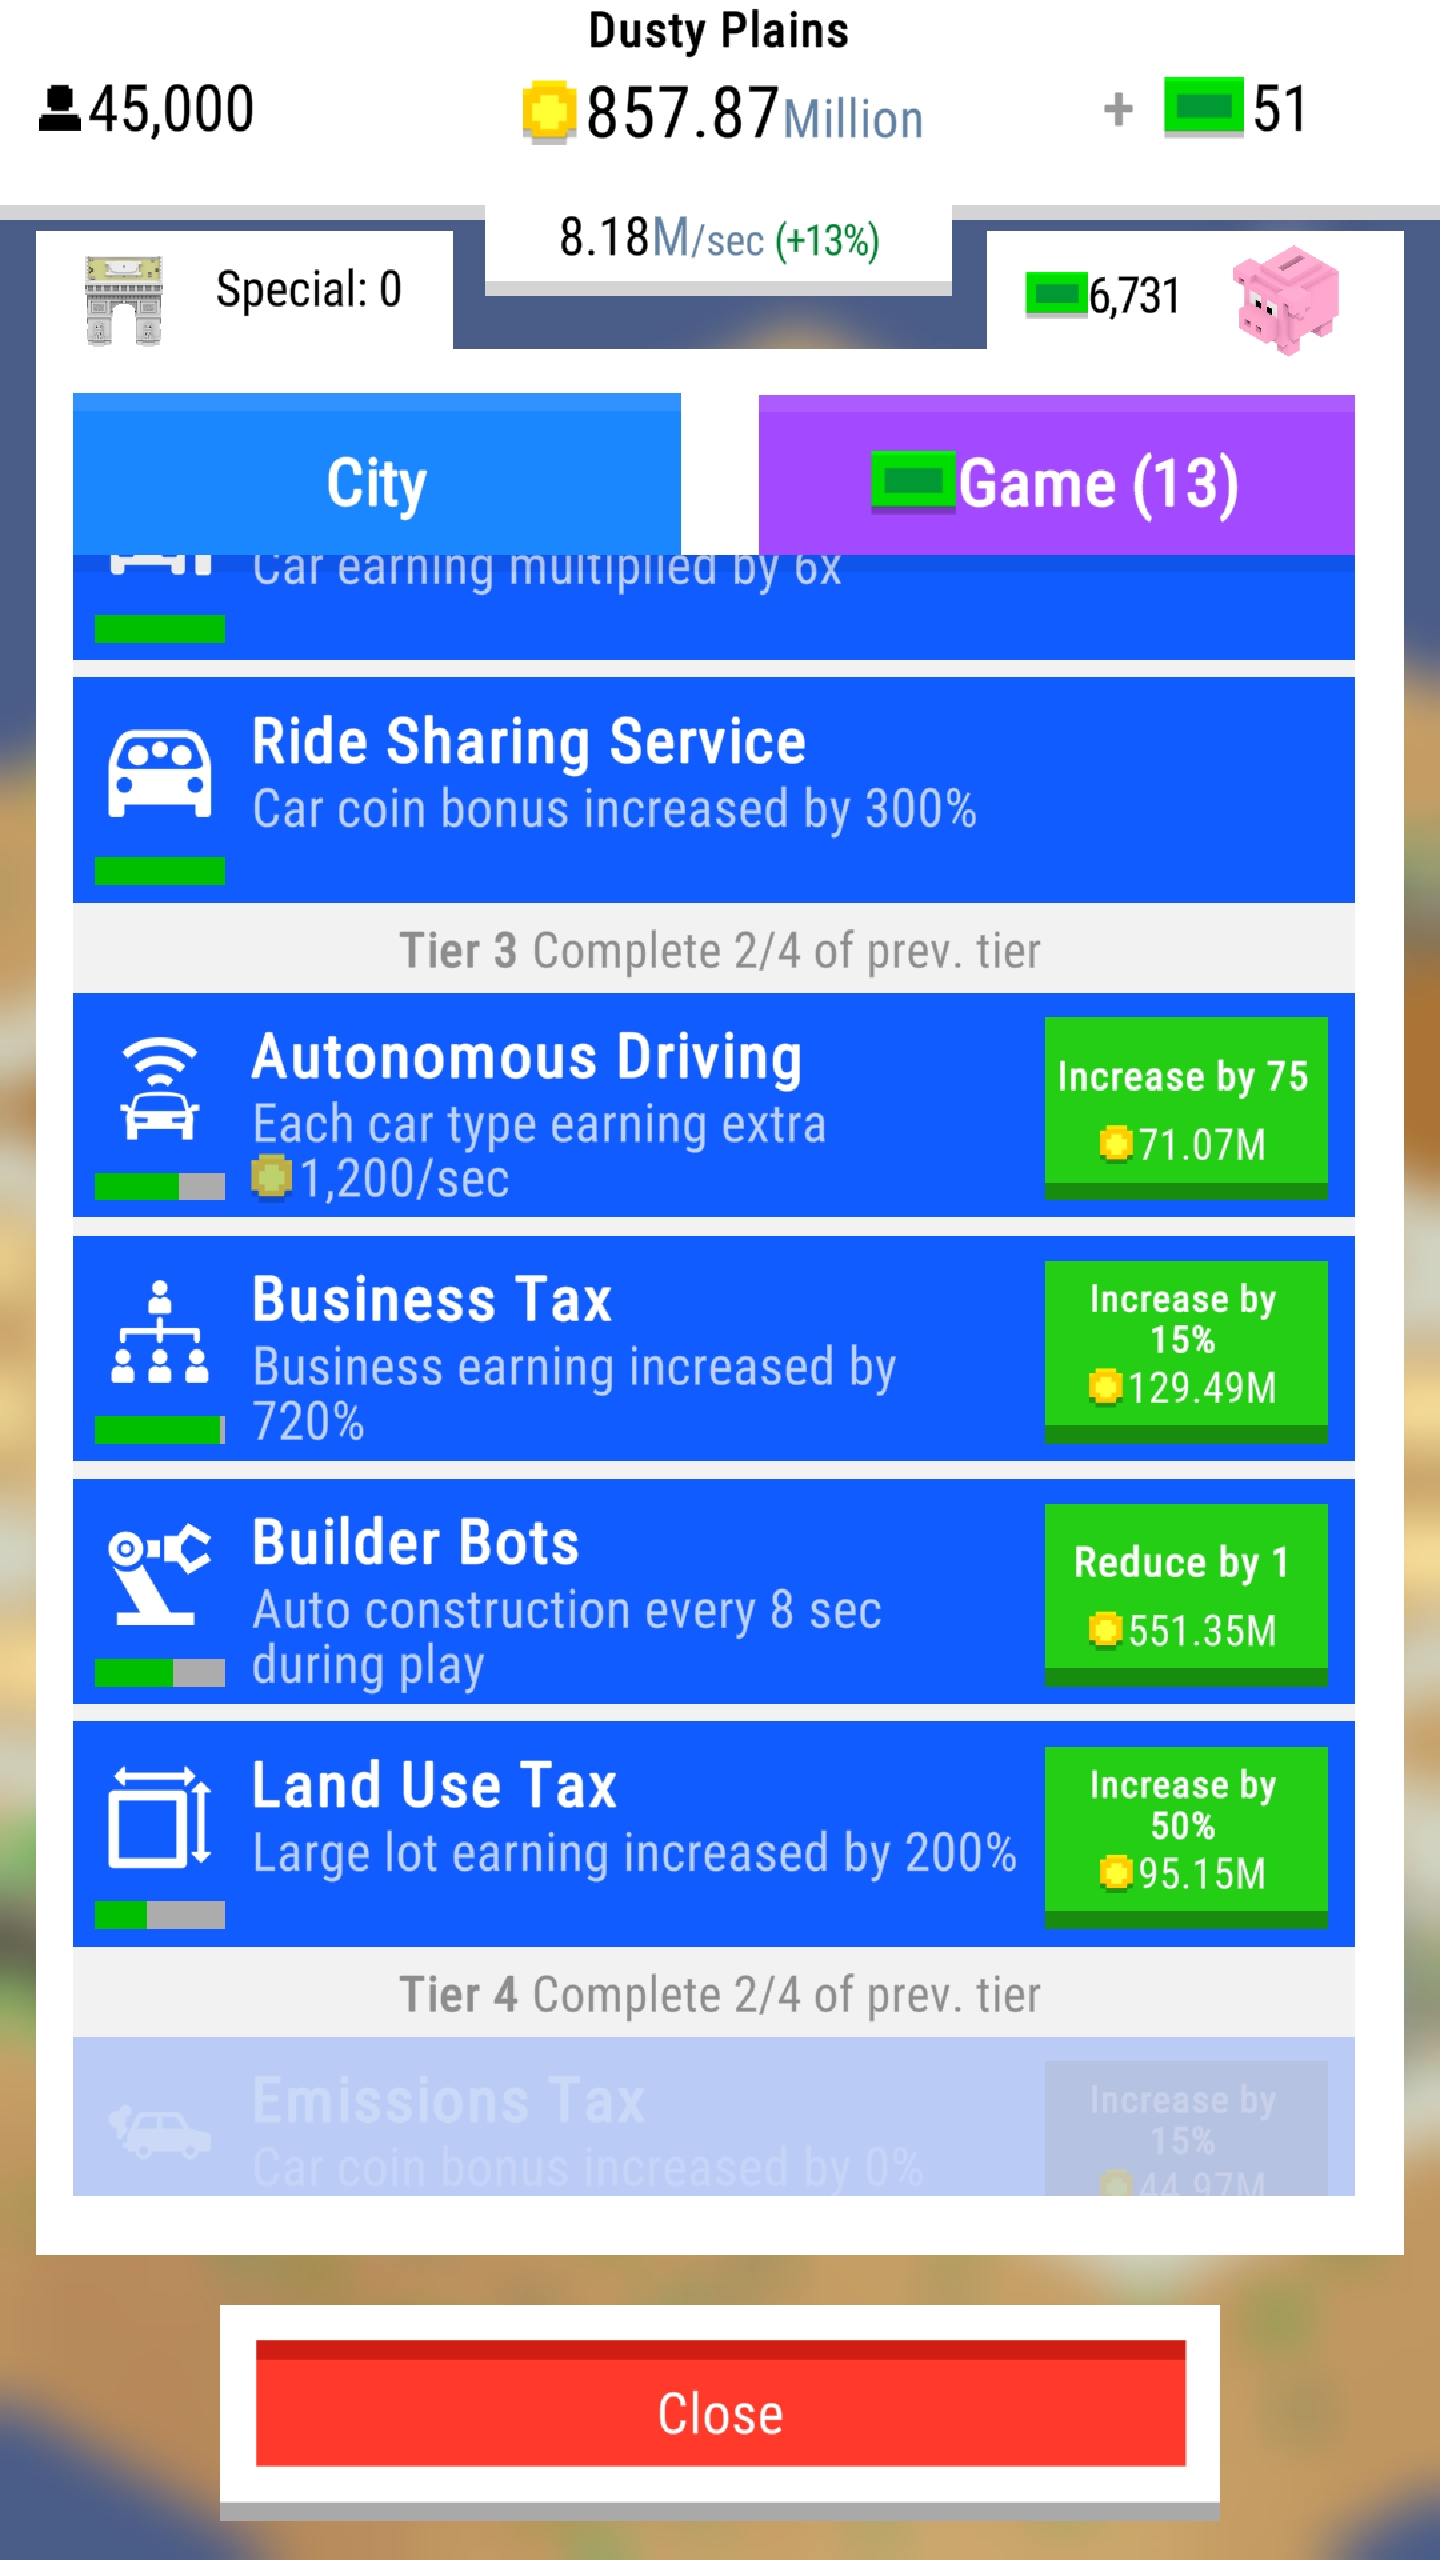 Dusty Plains
45,000
857.87Million
+ 51
8.18M/sec (+13%)
Special: 0
6,731
City
Game (13)
Car earning multiplied by 6x
Ride Sharing Service
Car coin bonus increased by 300%
Tier 3 Complete 2/4 of prev. tier
Autonomous Driving
Each car type earning extra
1,200/sec
Increase by 75
71.07M
Business Tax
Business earning increased by
720%
Increase by
15%
129.49M
Builder Bots
Auto construction every 8 sec
during play
Reduce by 1
551.35M
Land Use Tax
Large lot earning increased by 200%
Increase by
50%
95.15M
Tier 4 Complete 2/4 of prev. tier
Emissions Tax
Car coin bonus increased by 0%
Increase by
15%
44.97M
Close